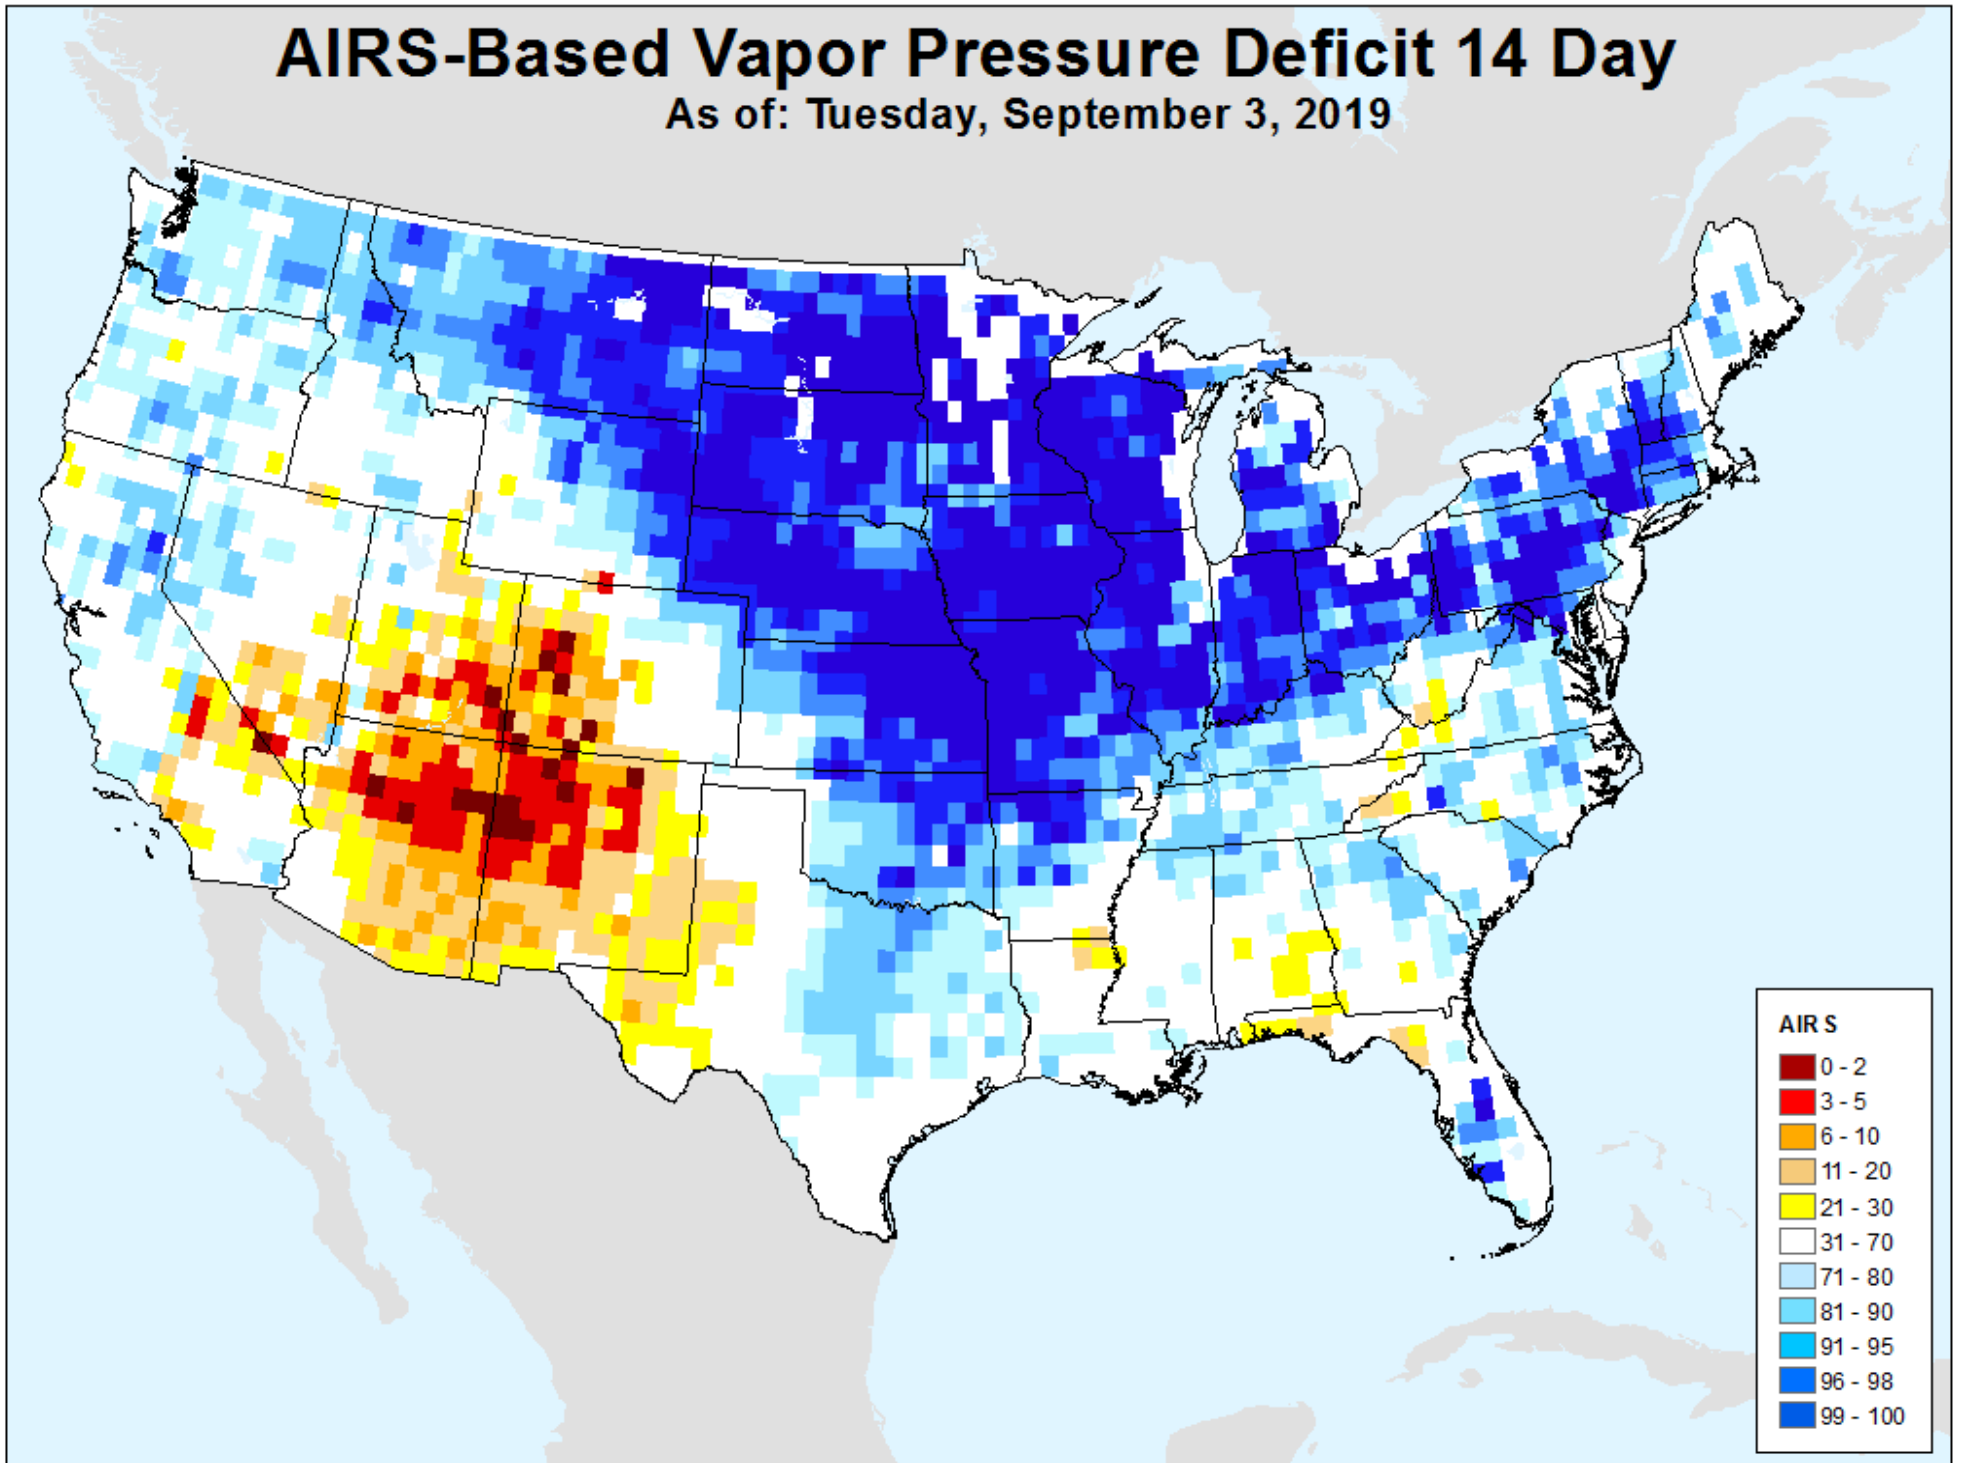 AIRS-Based Vapor Pressure Deficit 14 Day
As of: Tuesday, September 3, 2019
AIRS
0 - 2
3 - 5
6 - 10
11 - 20
21 - 30
31 - 70
71 - 80
81 - 90
91 - 95
96 - 98
99 - 100